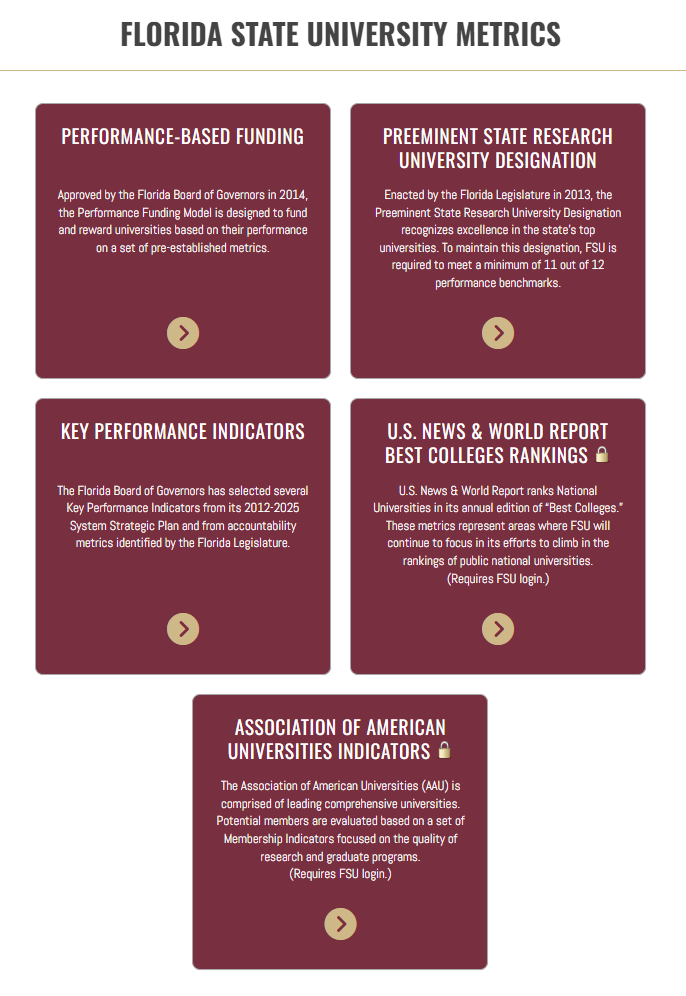 FLORIDA STATE UNIVERSITY METRICS
PERFORMANCE-BASED FUNDING
Approved by the Florida Board of Governors in 2014,
the Performance Funding Model is designed to fund
and reward universities based on their performance
on a set of pre-established metrics.
PREEMINENT STATE RESEARCH
UNIVERSITY DESIGNATION
Enacted by the Florida Legislature in 2013, the
Preeminent State Research University Designation
recognizes excellence in the state's top
universities. To maintain this designation, FSU is
required to meet a minimum of 11 out of 12
performance benchmarks.
KEY PERFORMANCE INDICATORS
The Florida Board of Governors has selected several
Key Performance Indicators from its 2012-2025
System Strategic Plan and from accountability
metrics identified by the Florida Legislature.
U.S. NEWS & WORLD REPORT
BEST COLLEGES RANKINGS
U.S. News & World Report ranks National
Universities in its annual edition of “Best Colleges.”
These metrics represent areas where FSU will
continue to focus in its efforts to climb in the
rankings of public national universities.
(Requires FSU login.)
ASSOCIATION OF AMERICAN
UNIVERSITIES INDICATORS
The Association of American Universities (AAU) is
comprised of leading comprehensive universities.
Potential members are evaluated based on a set of
Membership Indicators focused on the quality of
research and graduate programs.
(Requires FSU login.)